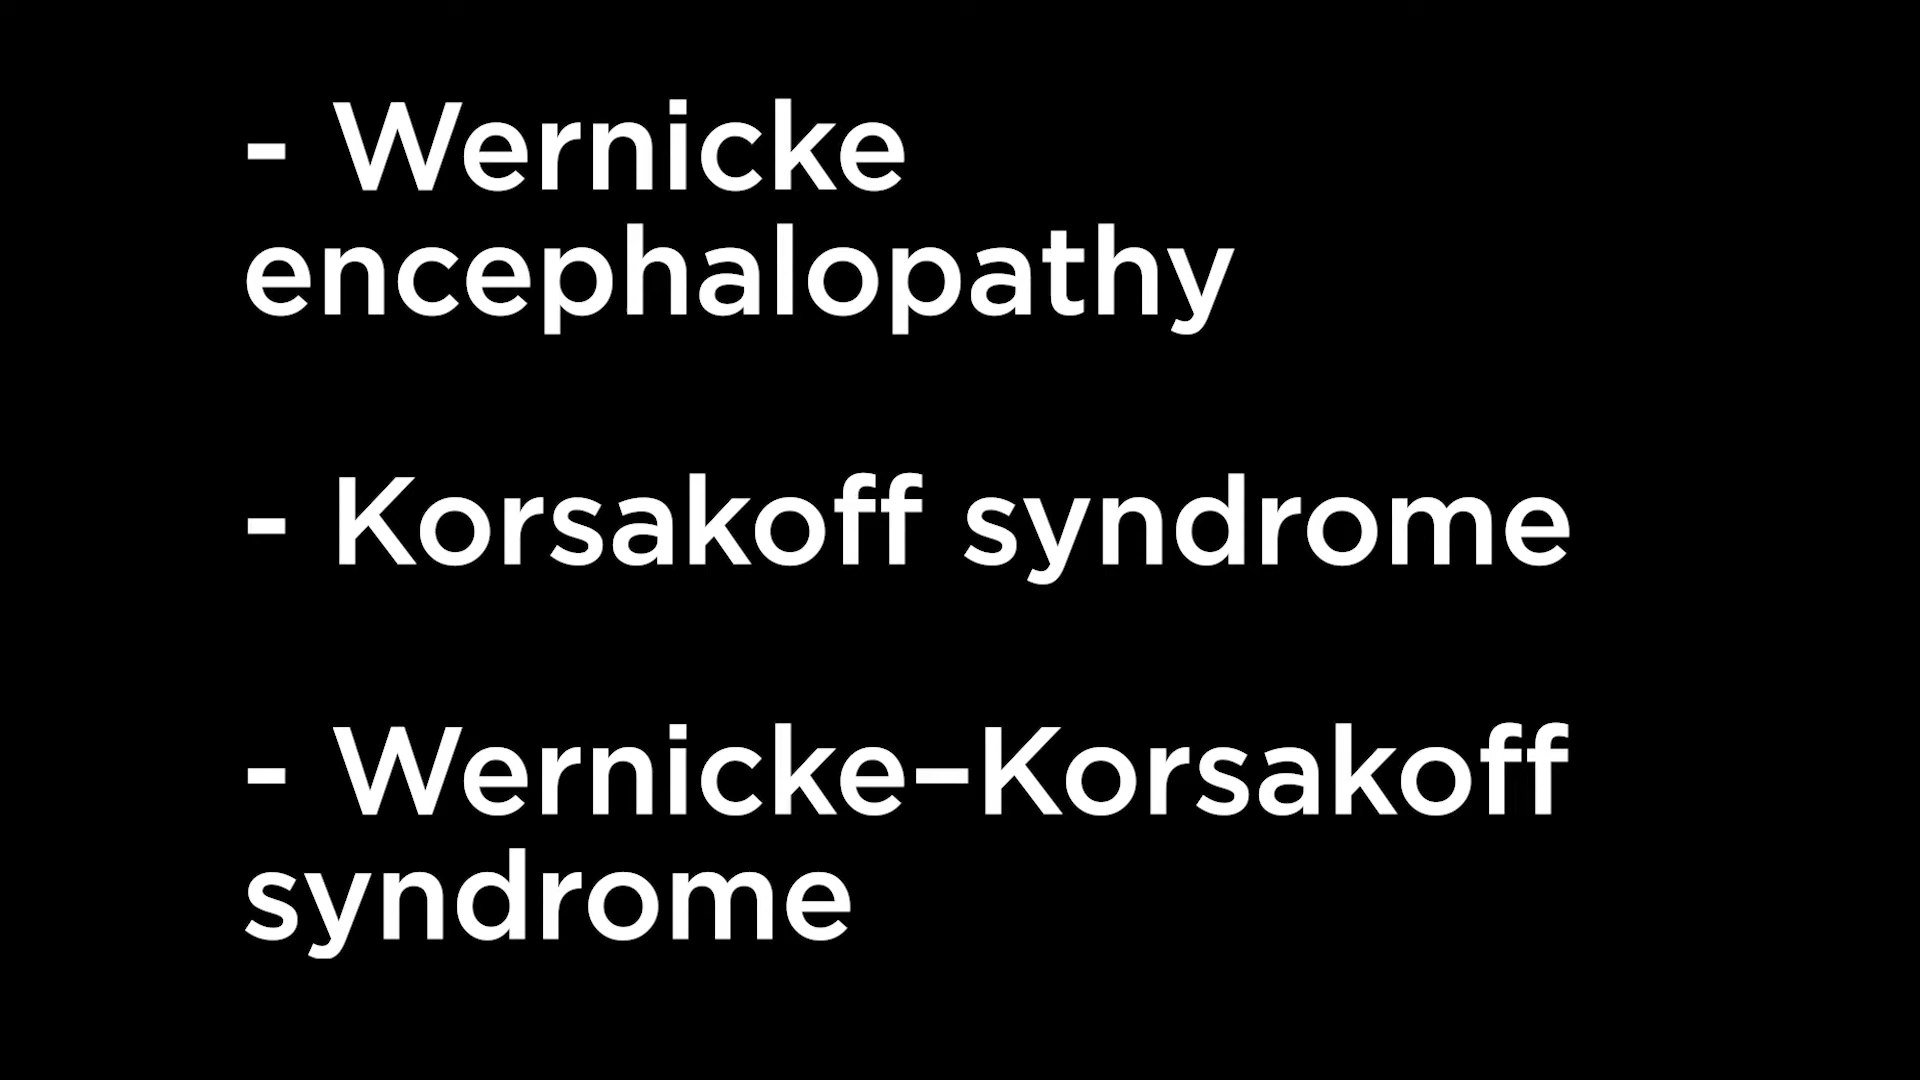 - Wernicke
encephalopathy
- Korsakoff syndrome
- Wernicke–Korsakoff
syndrome